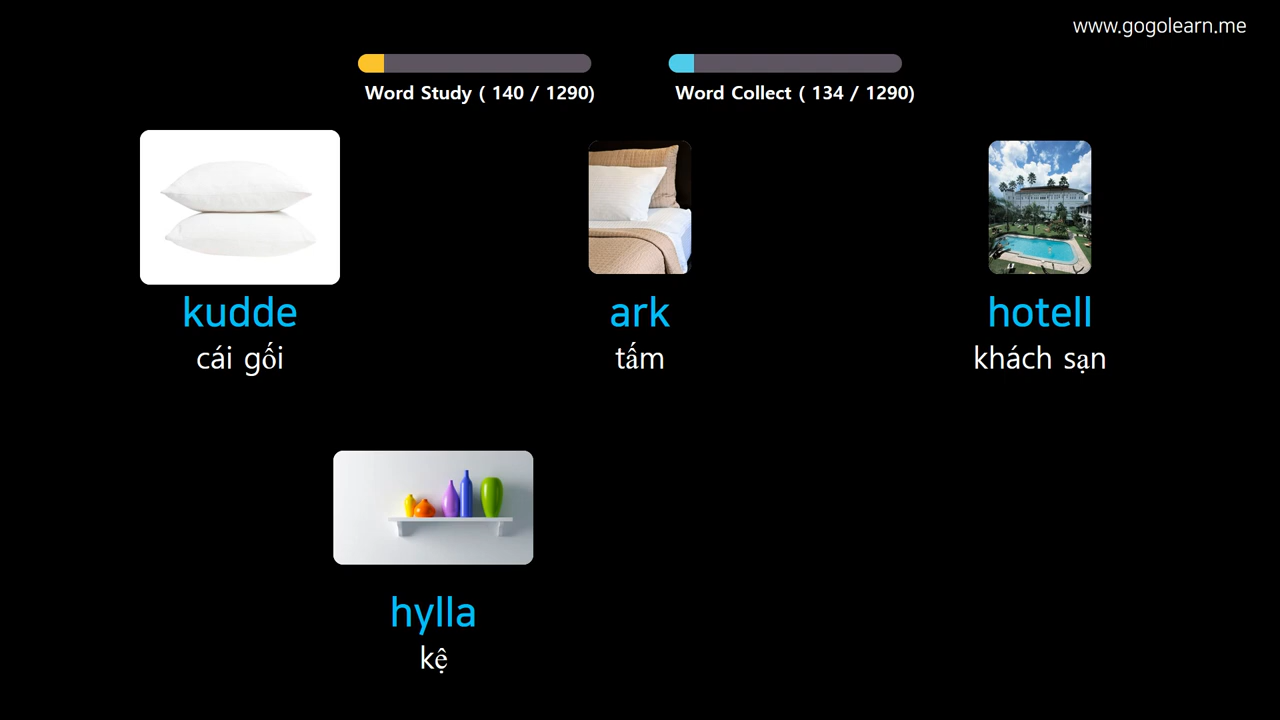 www.gogolearn.me
Word Study ( 140 / 1290)
Word Collect ( 134 / 1290)
kudde
cái gối
ark
tấm
hotell
khách sạn
hylla
kệ